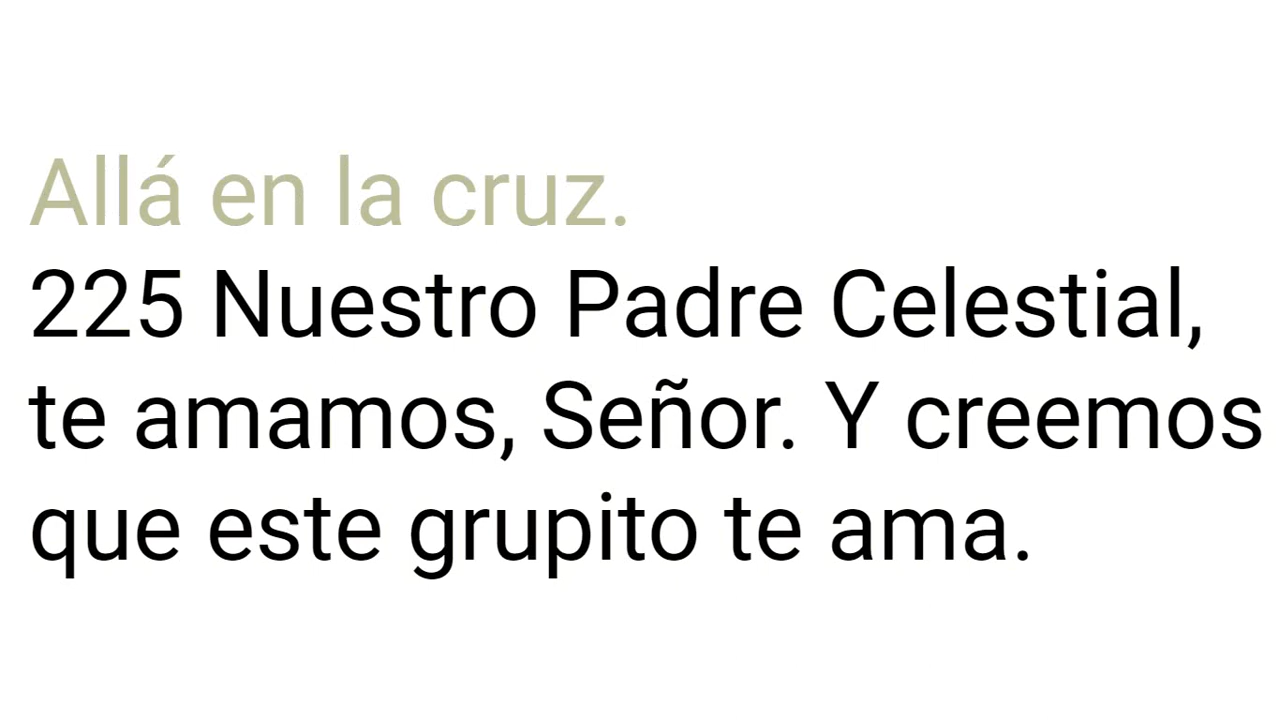 Allá en la cruz.
225 Nuestro Padre Celestial,
te amamos, Señor. Y creemos
que este grupito te ama.